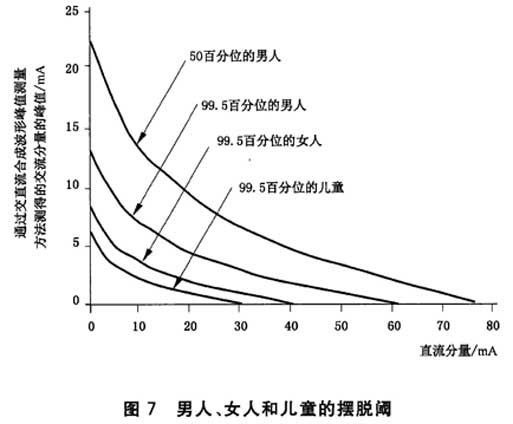 25
20
15
10
5
0
通过交直流合成波形峰值测量
方法测得的交流分量的峰值/mA
50百分位的男人
99.5百分位的男人
99.5百分位的女人
99.5百分位的儿童
0 10 20 30 40 50 60 70 80
直流分量/mA
图 7 男人、女人和儿童的摆脱阈